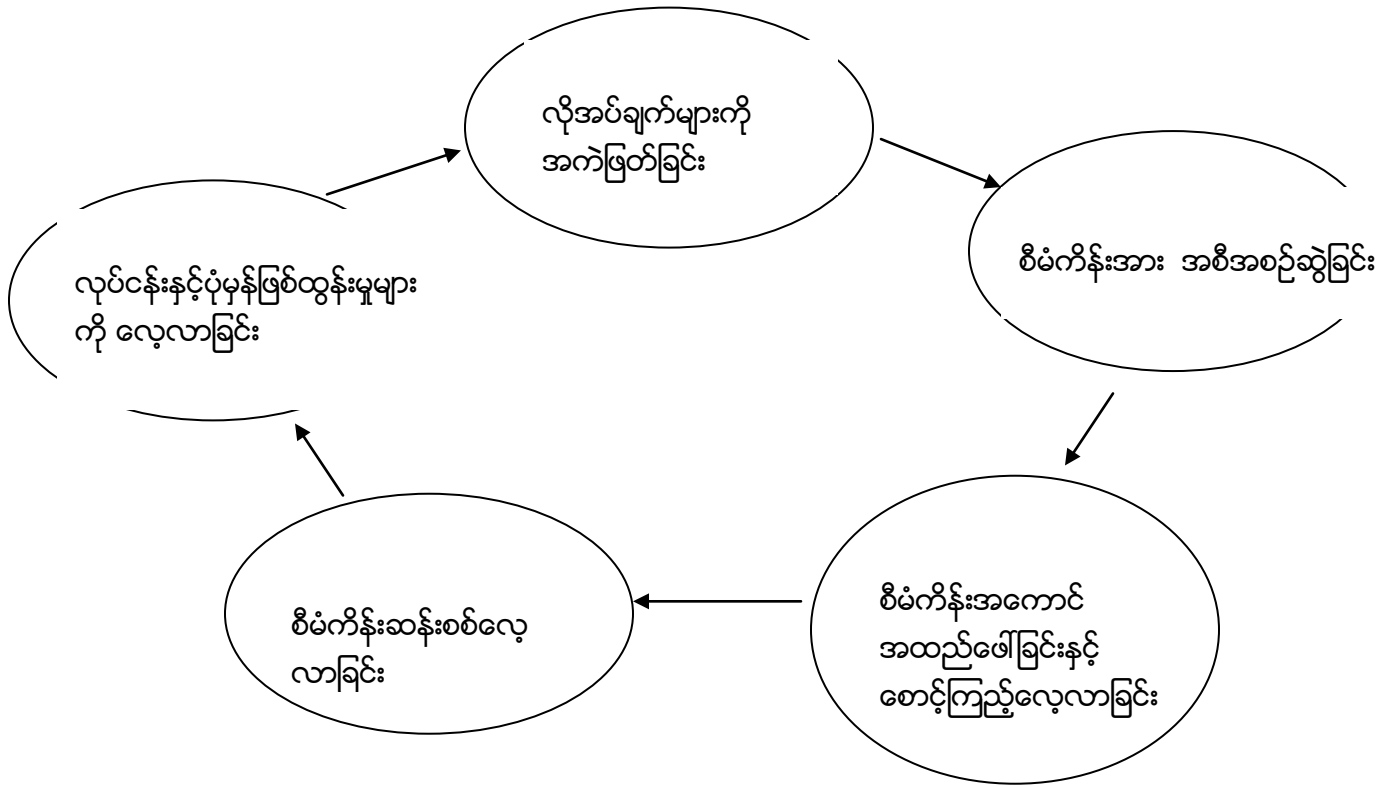 လိုအပ်ချက်များကို
အကဲဖြတ်ခြင်း
စီမံကိန်းအား အစီအစဉ်ဆွဲခြင်း
စီမံကိန်းအကောင်
အထည်ဖေါ်ခြင်းနှင့်
စောင့်ကြည့်လေ့လာခြင်း
စီမံကိန်းဆန်းစစ်လေ့
လာခြင်း
လုပ်ငန်းနှင့်ပုံမှန်ဖြစ်ထွန်းမှုများ
ကို လေ့လာခြင်း